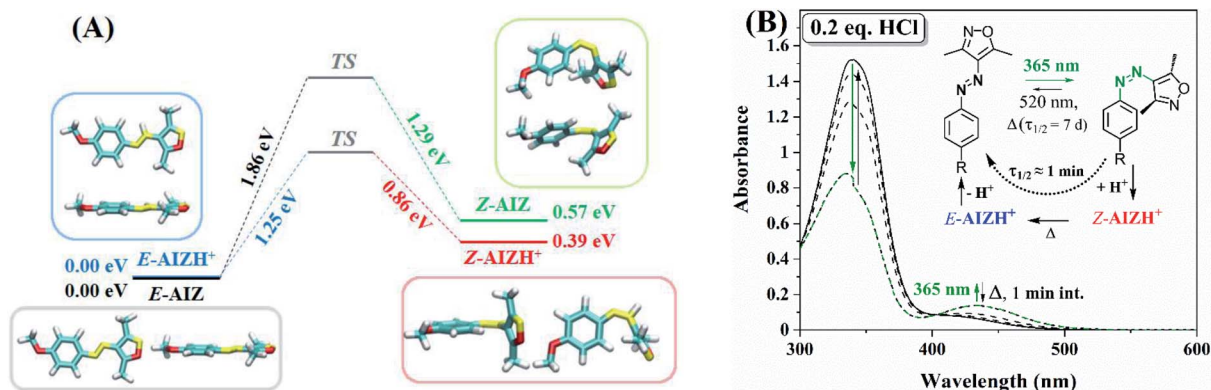 (A)
TS
TS
1.86 eV
1.25 eV
1.29 eV
0.86 eV
Z-AIZ
0.57 eV
0.39 eV
Z-AIZH⁺
0.00 eV
E-AIZH⁺
0.00 eV
E-AIZ
(B)
0.2 eq. HCl
N-O
N
N
365 nm
520 nm,
Δ (τ1/2 = 7 d)
N=N
O
N
R
R
τ1/2 ≈ 1 min
- H⁺
+ H⁺
E-AIZH⁺
Δ
Z-AIZH⁺
365 nm
Δ, 1 min int.
Absorbance
1.6
1.4
1.2
1.0
0.8
0.6
0.4
0.2
0
300
400
500
600
Wavelength (nm)